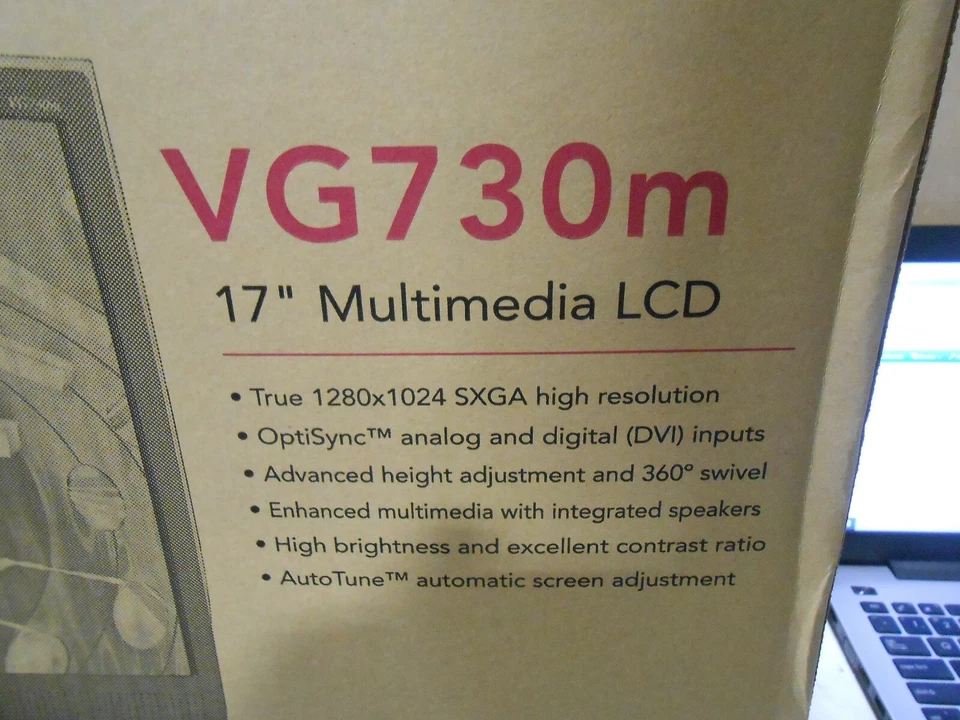 VG730m
17" Multimedia LCD
• True 1280x1024 SXGA high resolution
• OptiSync™ analog and digital (DVI) inputs
• Advanced height adjustment and 360° swivel
• Enhanced multimedia with integrated speakers
• High brightness and excellent contrast ratio
• AutoTune™ automatic screen adjustment